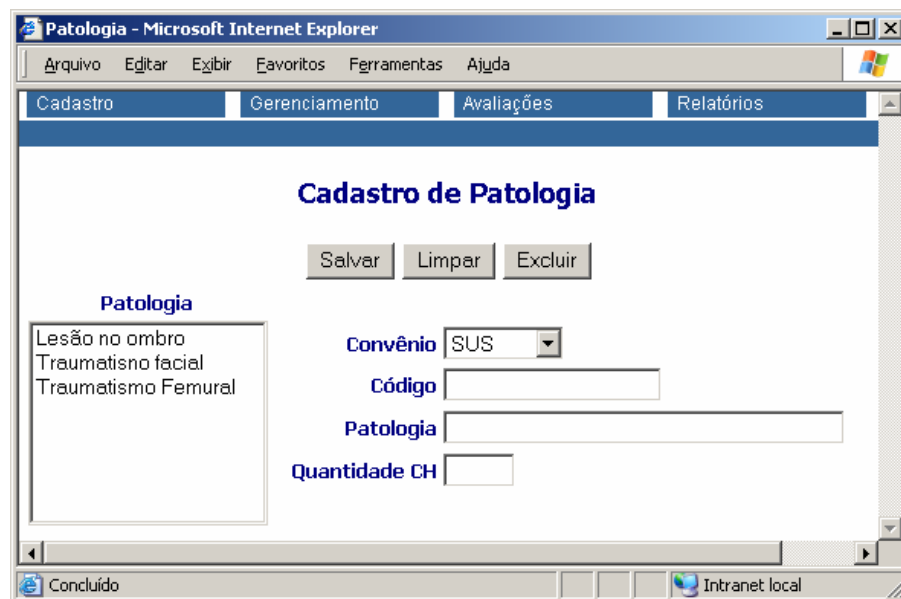 Patologia - Microsoft Internet Explorer
Arquivo Editar Exibir Favoritos Ferramentas Ajuda
Cadastro Gerenciamento Avaliações Relatórios
Cadastro de Patologia
Salvar Limpar Excluir
Patologia
Lesão no ombro
Traumatisno facial
Traumatismo Femural
Convênio SUS
Código
Patologia
Quantidade CH
Concluído Intranet local